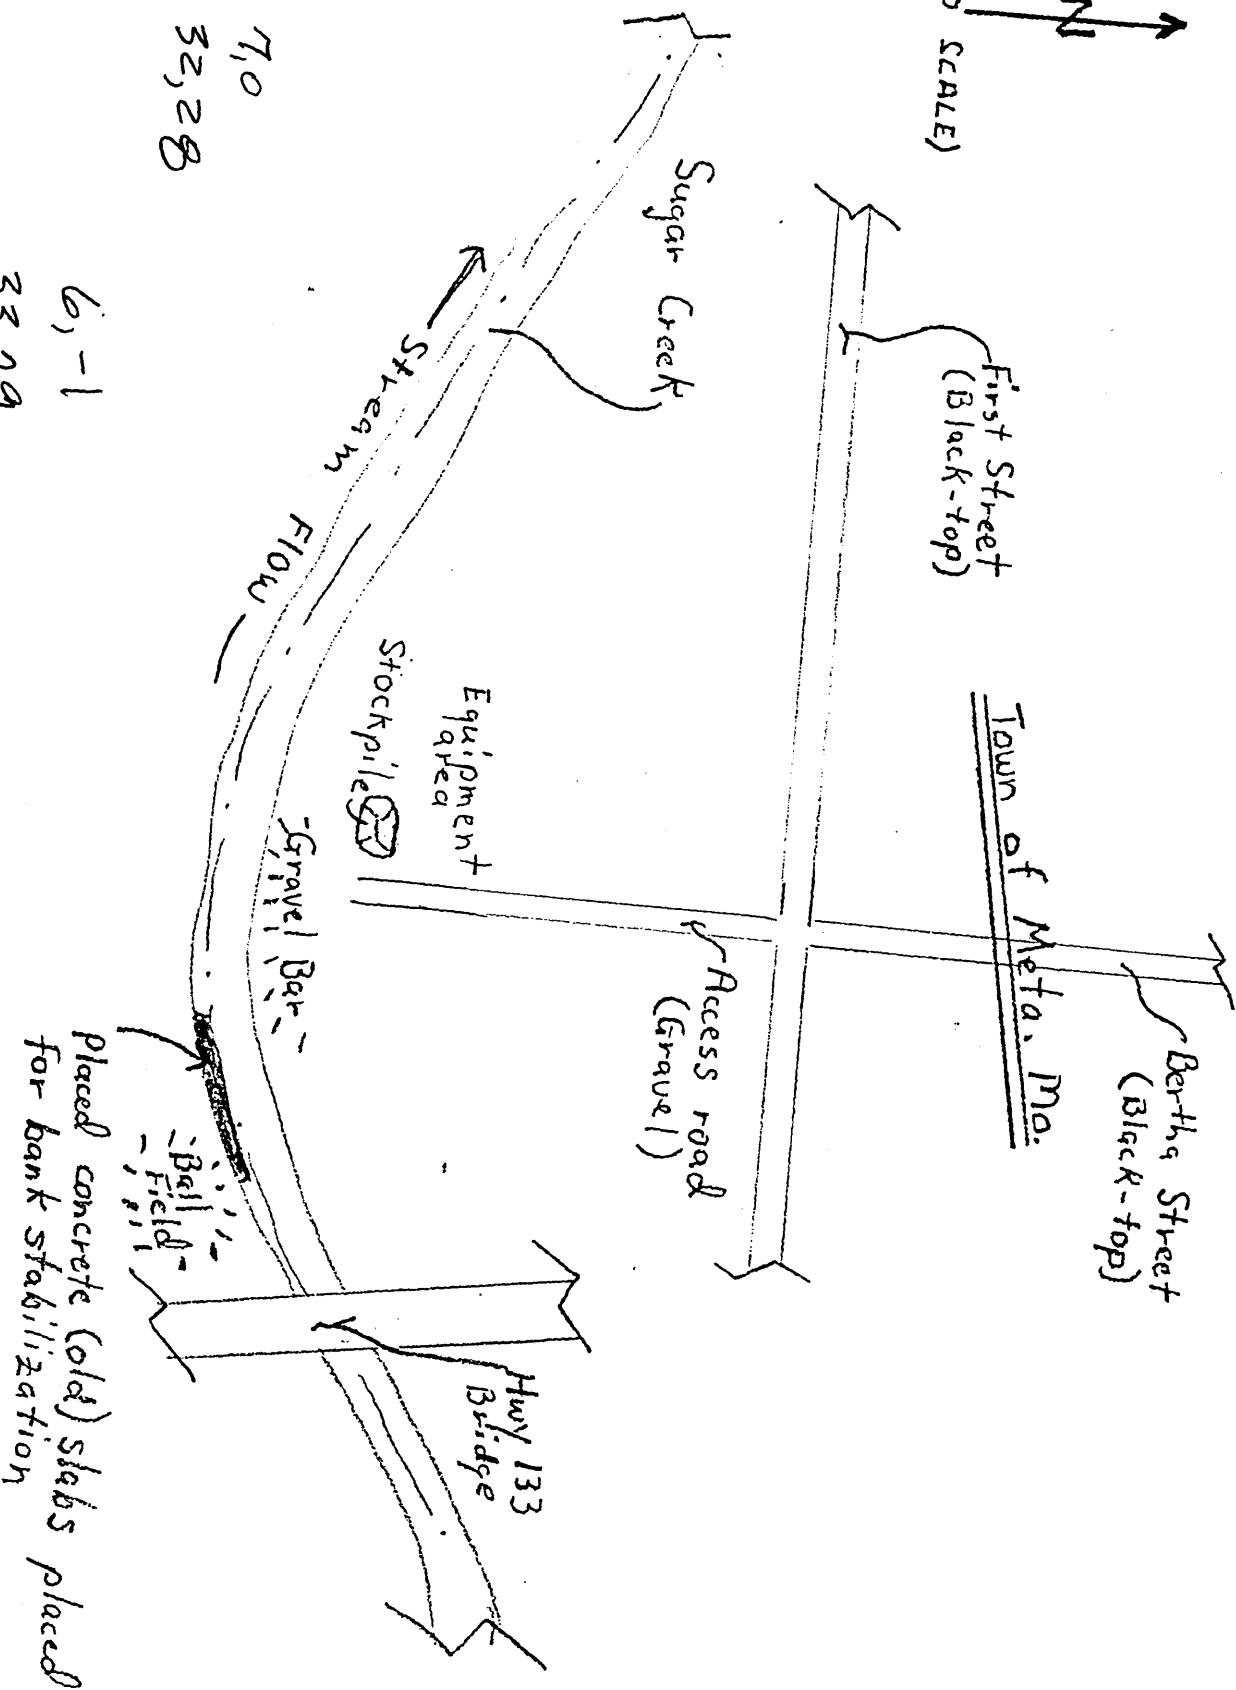 SCALE)
N
Town of Meta. Mo.
Bertha Street
(Black-top)
First Street
(Black-top)
Access road
(Gravel)
Sugar Creek
Equipment
area
Stockpile
Hwy 133
Bridge
Gravel Bar
Stream Flow
Ball
Field
placed concrete (old) slabs placed
for bank stabilization
7,0
32,28
6,-1